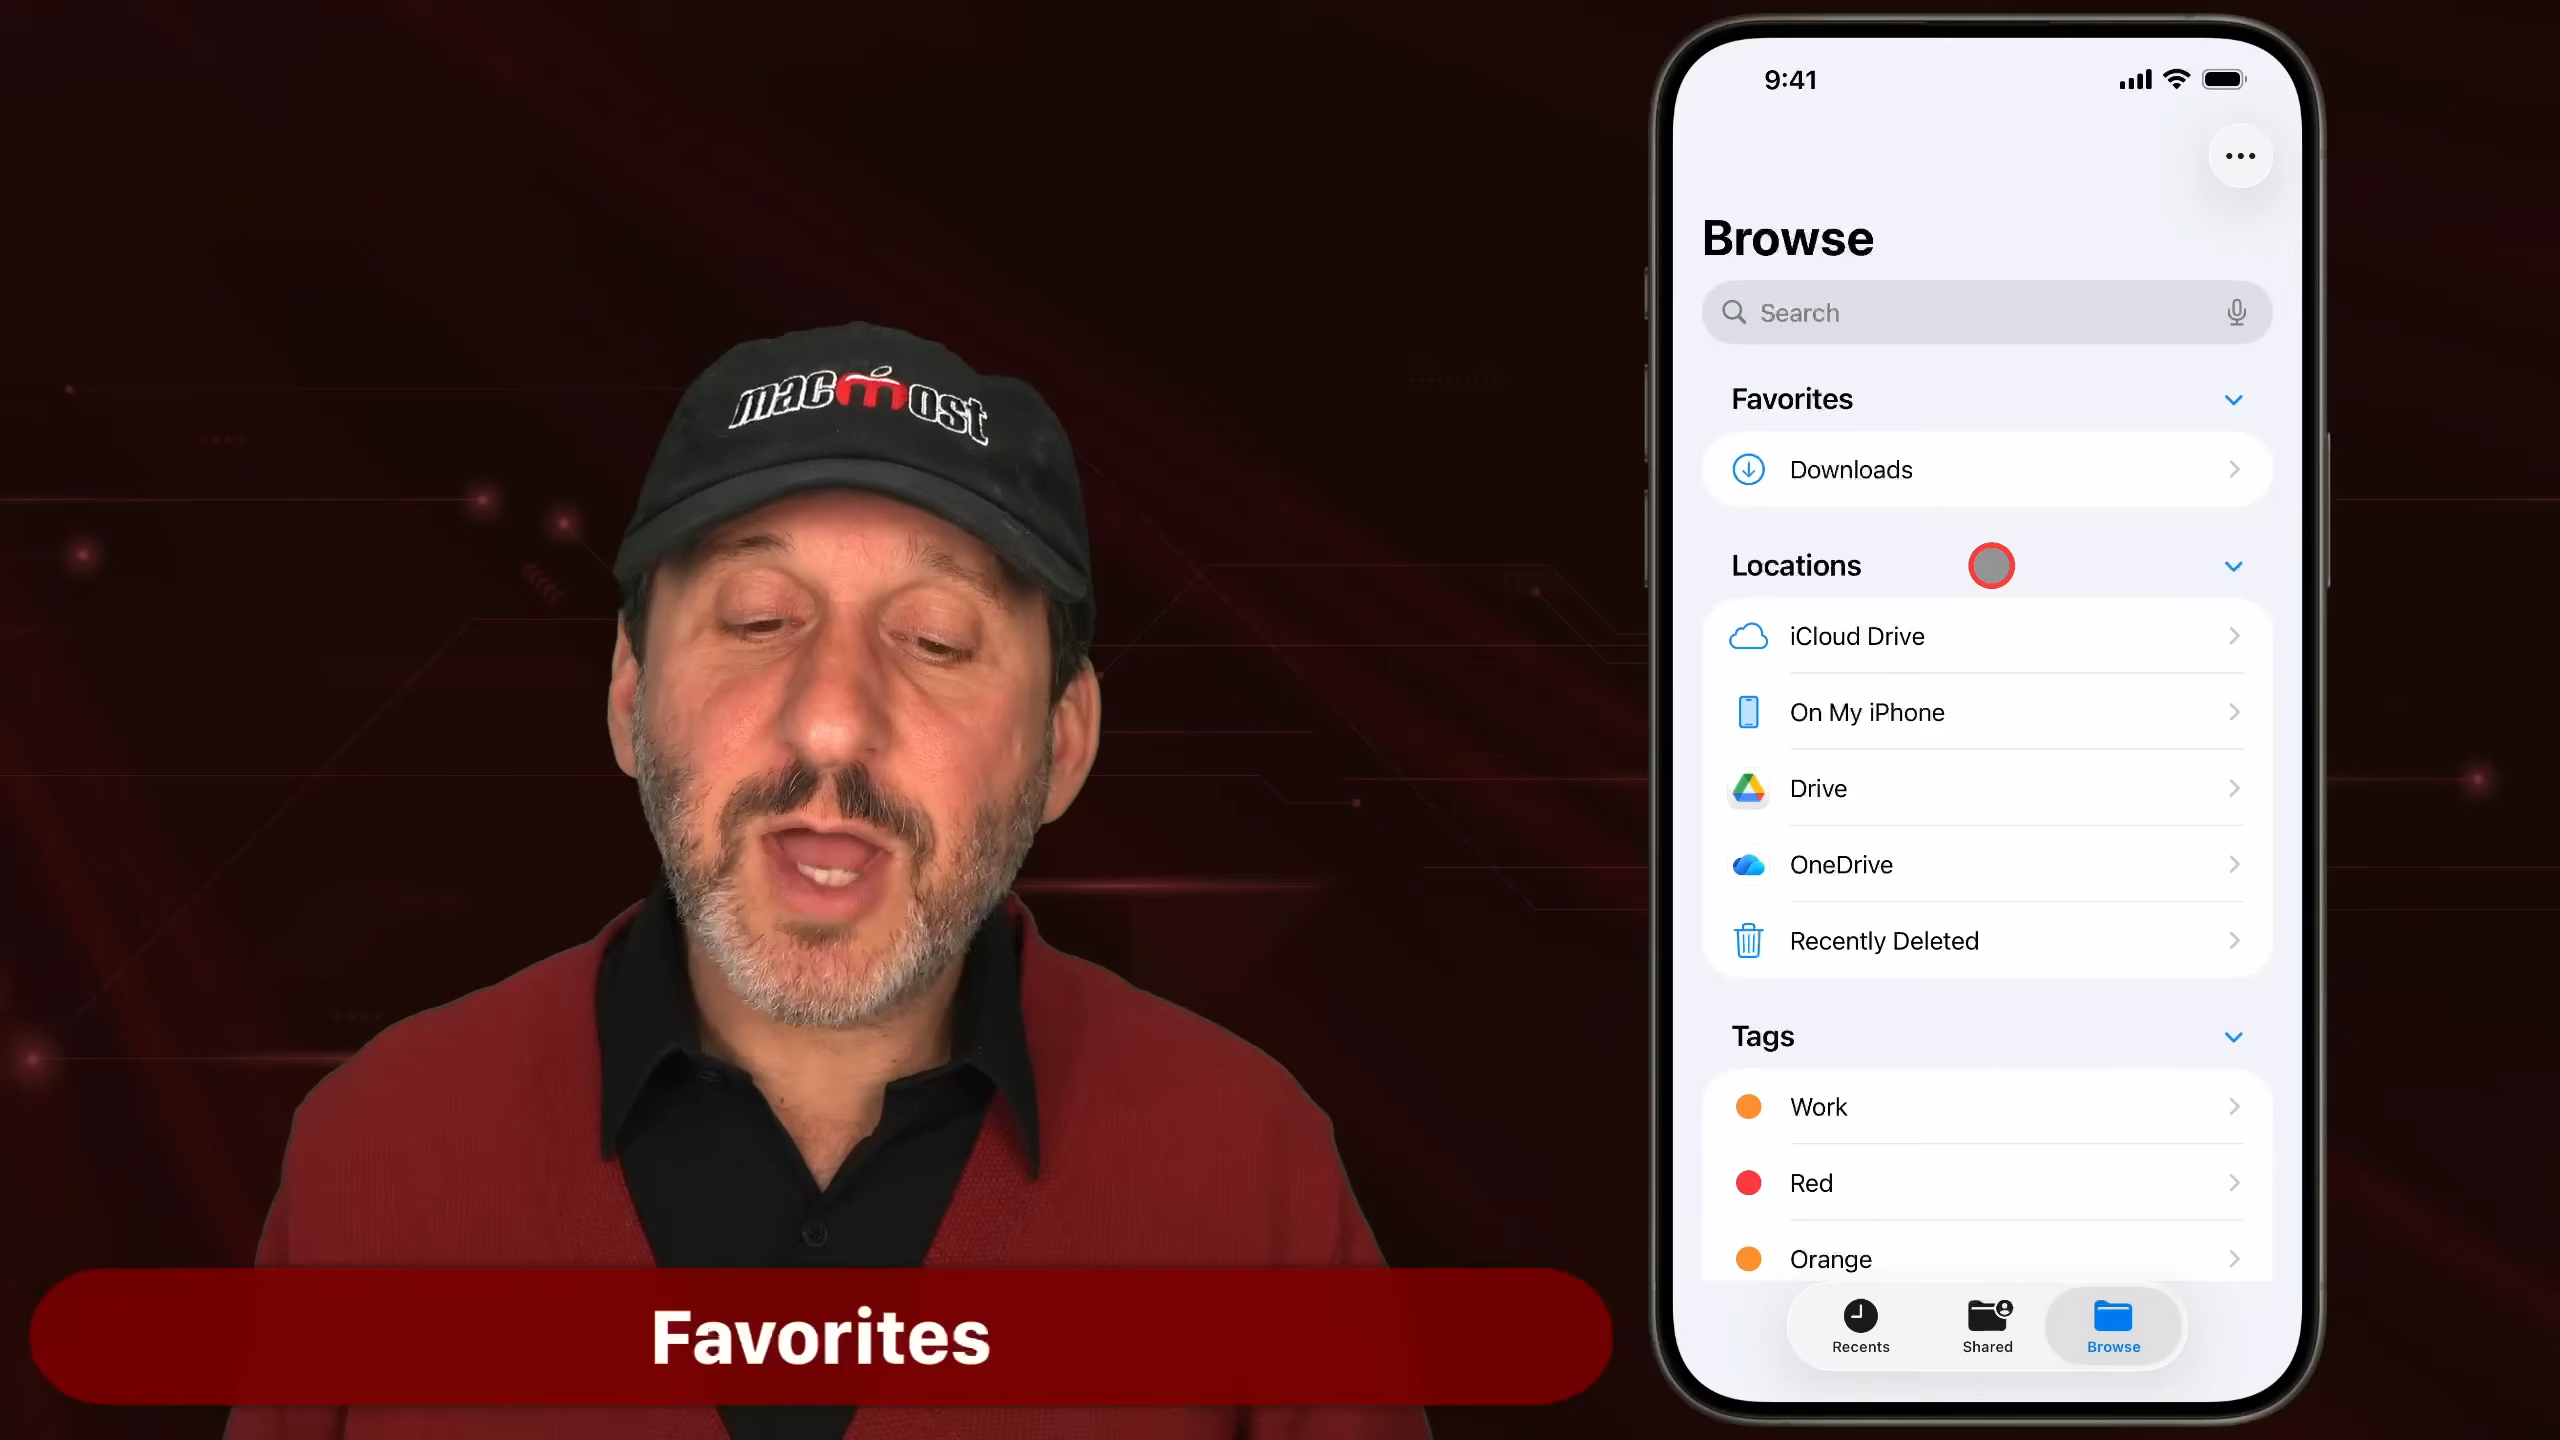 macmost
Favorites
9:41
Browse
Search
Favorites
Downloads
Locations
iCloud Drive
On My iPhone
Drive
OneDrive
Recently Deleted
Tags
Work
Red
Orange
Recents
Shared
Browse